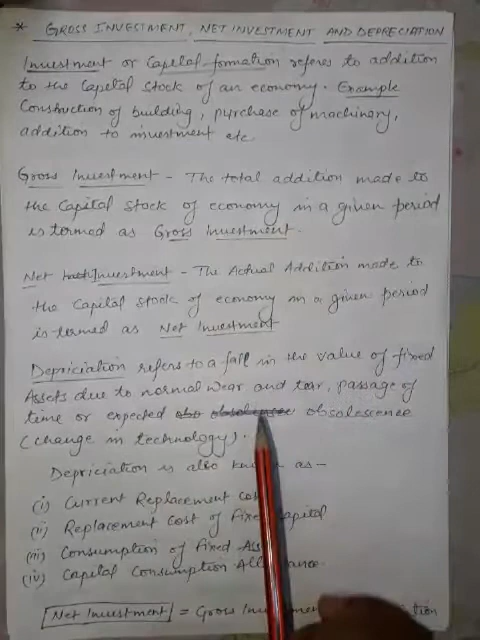 * GROSS INVESTMENT, NET INVESTMENT AND DEPRECIATION
Investment or Capital formation referes to addition
to the Capital Stock of an economy. Example
Construction of building, purchase of machinery,
addition to investment etc
Gross Investment - The total addition made to
the Capital Stock of economy in a given period
is termed as Gross Investment.
Net Investment - The Actual Addition made to
the Capital Stock of economy in a given period
is termed as Net Investment
Depriciation refers to a fall in the value of fixed
Assets due to normal wear and tear, passage of
time or expected obsolescence
(change in technology).
Depriciation is also as -
(i) Current Replacement
(ii) Replacement Cost of Fixed Capital
(iii) Consumption of Fixed
(iv) Capital Consumption
Net Investment = Gross